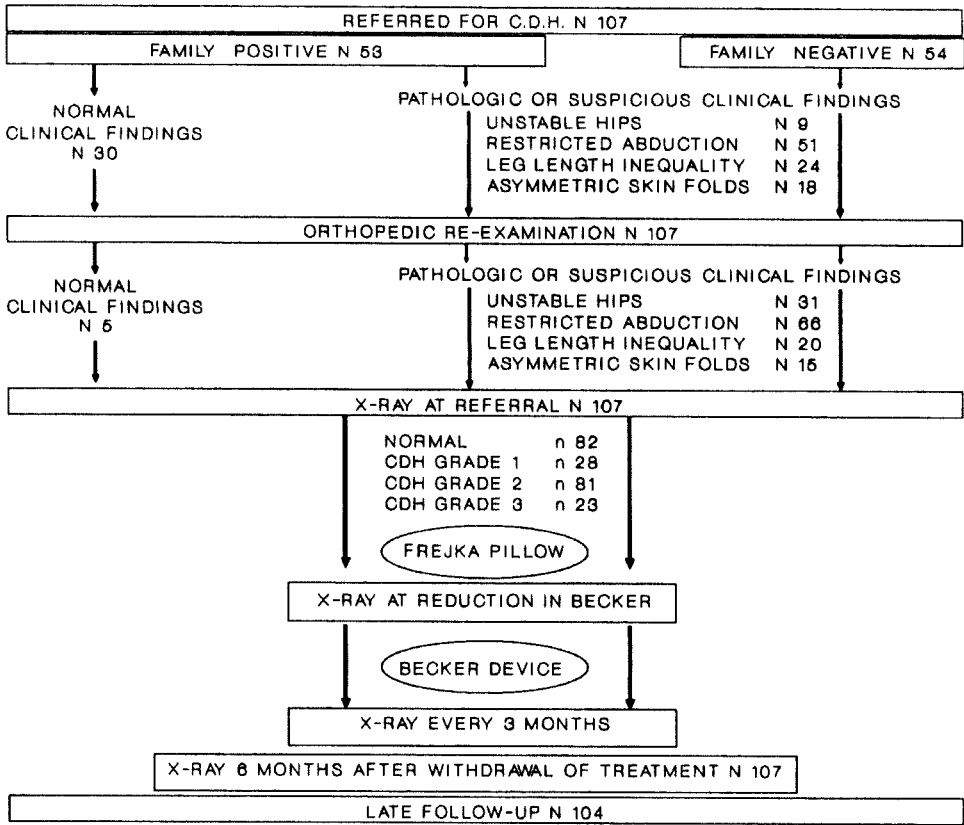 REFERRED FOR C.D.H. N 107
FAMILY POSITIVE N 53
FAMILY NEGATIVE N 54
NORMAL
CLINICAL FINDINGS
N 30
PATHOLOGIC OR SUSPICIOUS CLINICAL FINDINGS
UNSTABLE HIPS N 9
RESTRICTED ABDUCTION N 51
LEG LENGTH INEQUALITY N 24
ASYMMETRIC SKIN FOLDS N 18
ORTHOPEDIC RE-EXAMINATION N 107
NORMAL
CLINICAL FINDINGS
N 5
PATHOLOGIC OR SUSPICIOUS CLINICAL FINDINGS
UNSTABLE HIPS N 31
RESTRICTED ABDUCTION N 66
LEG LENGTH INEQUALITY N 20
ASYMMETRIC SKIN FOLDS N 15
X-RAY AT REFERRAL N 107
NORMAL n 82
CDH GRADE 1 n 28
CDH GRADE 2 n 81
CDH GRADE 3 n 23
FREJKA PILLOW
X-RAY AT REDUCTION IN BECKER
BECKER DEVICE
X-RAY EVERY 3 MONTHS
X-RAY 6 MONTHS AFTER WITHDRAWAL OF TREATMENT N 107
LATE FOLLOW-UP N 104